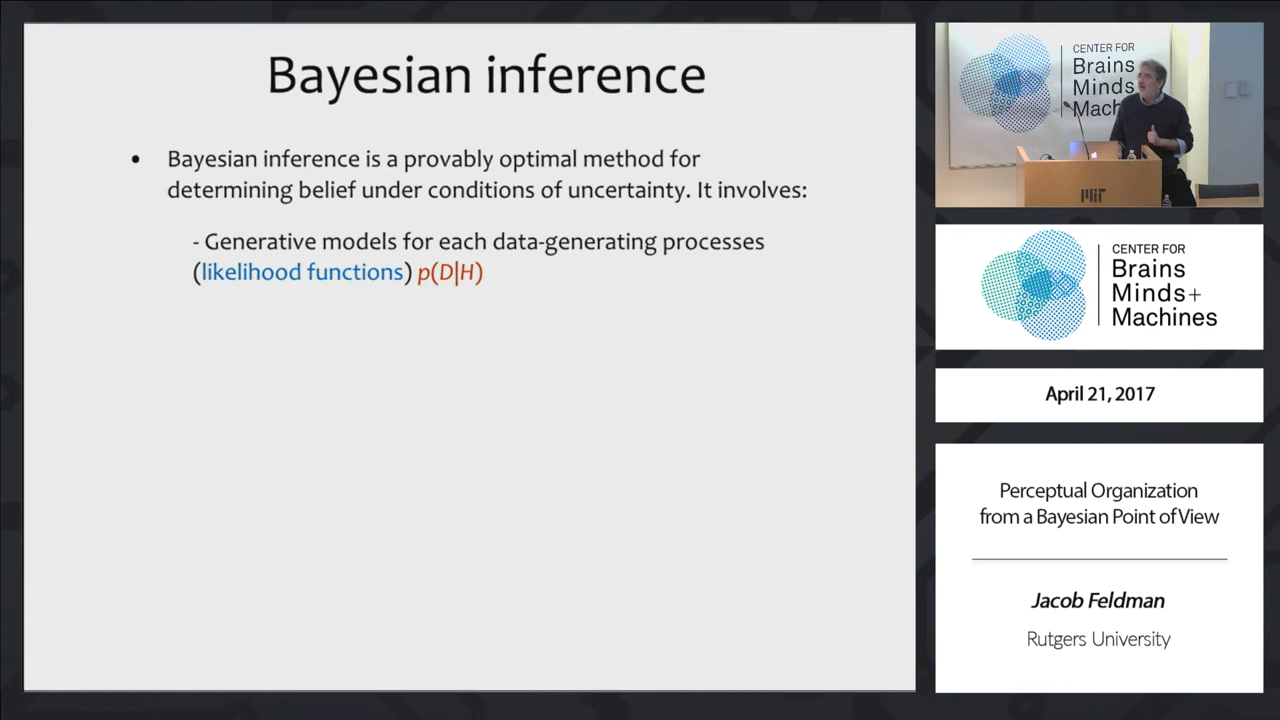 Bayesian inference
• Bayesian inference is a provably optimal method for
determining belief under conditions of uncertainty. It involves:
- Generative models for each data-generating processes
(likelihood functions) p(D|H)
CENTER FOR
Brains
Minds
Mach
MIT
CENTER FOR
Brains
Minds+
Machines
April 21, 2017
Perceptual Organization
from a Bayesian Point of View
Jacob Feldman
Rutgers University